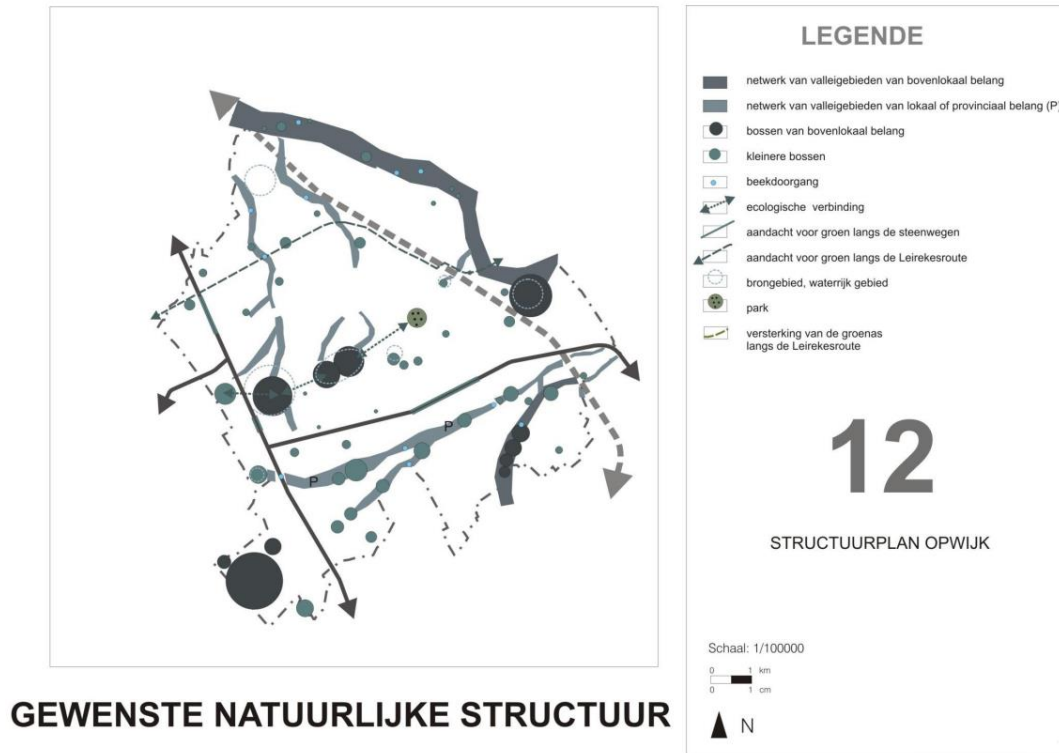 P
P
GEWENSTE NATUURLIJKE STRUCTUUR
LEGENDE
netwerk van valleigebieden van bovenlokaal belang
netwerk van valleigebieden van lokaal of provinciaal belang (P)
bossen van bovenlokaal belang
kleinere bossen
beekdoorgang
ecologische verbinding
aandacht voor groen langs de steenwegen
aandacht voor groen langs de Leirekesroute
brongebied, waterrijk gebied
park
versterking van de groenas
langs de Leirekesroute
12
STRUCTUURPLAN OPWIJK
Schaal: 1/100000
0 1 km
0 1 cm
N